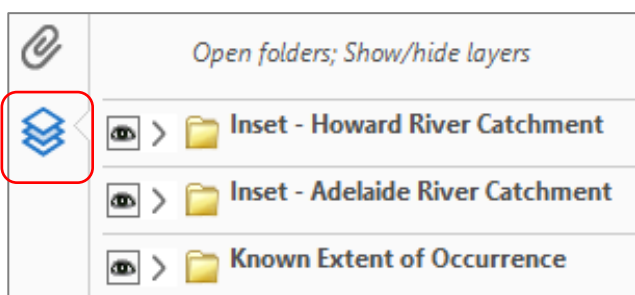 Open folders; Show/hide layers
Inset - Howard River Catchment
Inset - Adelaide River Catchment
Known Extent of Occurrence